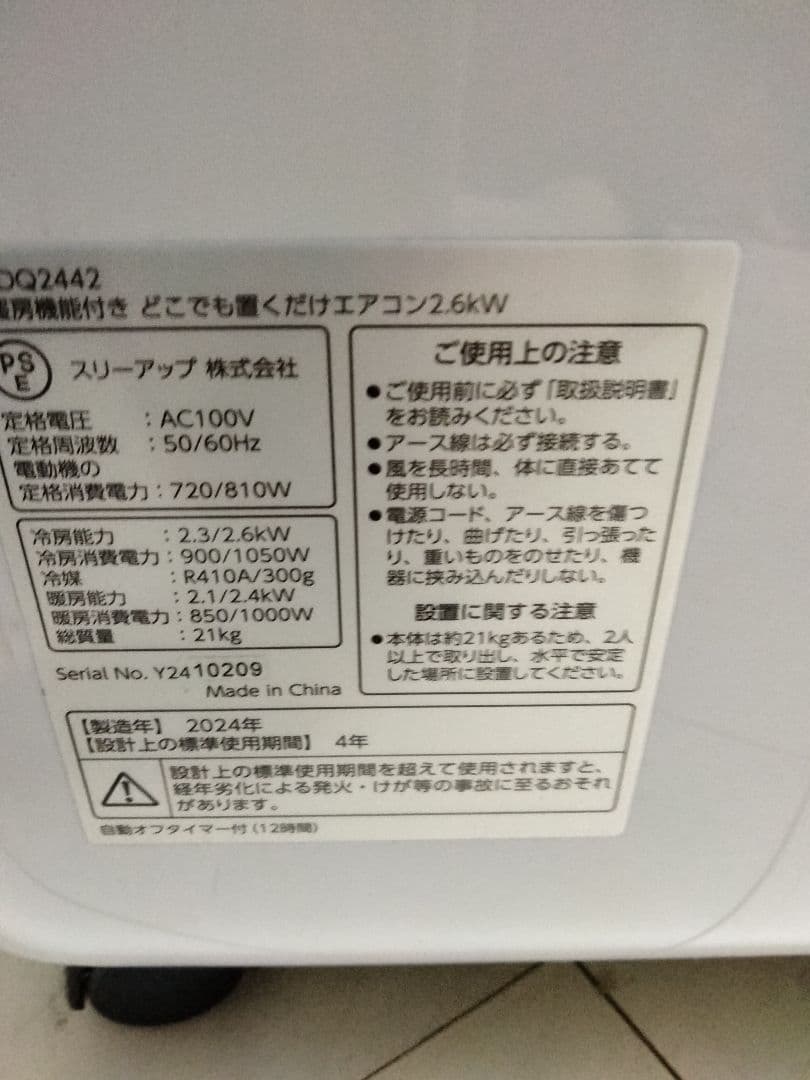 DQ2442
暖房機能付き どこでも置くだけエアコン2.6kW
PS
E
スリーアップ 株式会社
定格電圧 : AC100V
定格周波数 : 50/60Hz
電動機の
定格消費電力 : 720/810W
冷房能力 : 2.3/2.6kW
冷房消費電力 : 900/1050W
冷媒 : R410A/300g
暖房能力 : 2.1/2.4kW
暖房消費電力 : 850/1000W
総質量 : 21kg
Serial No. Y2410209
Made in China
ご使用上の注意
●ご使用前に必ず「取扱説明書」
をお読みください。
●アース線は必ず接続する。
●風を長時間、体に直接あてて
使用しない。
●電源コード、アース線を傷つ
けたり、曲げたり、引っ張った
り、重いものをのせたり、機
器に挟み込んだりしない。
設置に関する注意
●本体は約21kgあるため、2人
以上で取り出し、水平で安定
した場所に設置してください。
【製造年】 2024年
【設計上の標準使用期間】 4年
設計上の標準使用期間を超えて使用されますと、
経年劣化による発火・けが等の事故に至るおそれ
があります。
自動オフタイマー付(12時間)